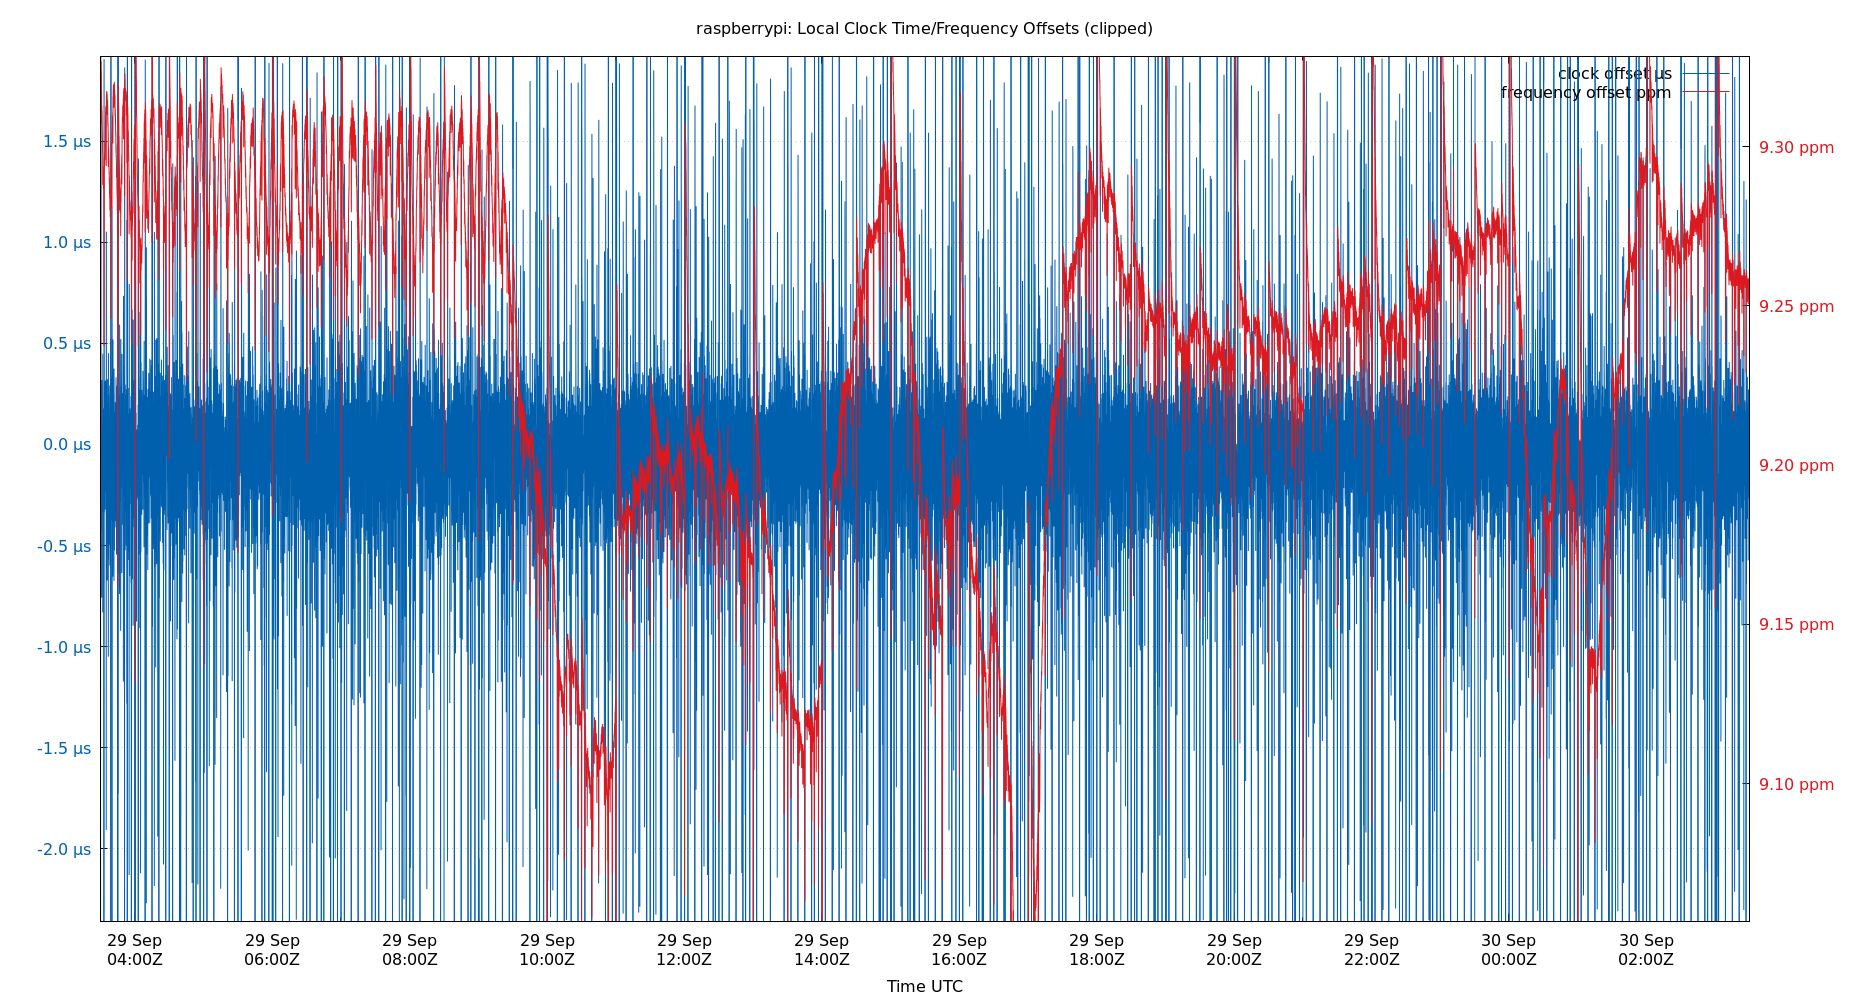 raspberrypi: Local Clock Time/Frequency Offsets (clipped)
clock offset µs
frequency offset ppm
1.5 µs
1.0 µs
0.5 µs
0.0 µs
-0.5 µs
-1.0 µs
-1.5 µs
-2.0 µs
9.30 ppm
9.25 ppm
9.20 ppm
9.15 ppm
9.10 ppm
29 Sep
04:00Z
29 Sep
06:00Z
29 Sep
08:00Z
29 Sep
10:00Z
29 Sep
12:00Z
29 Sep
14:00Z
29 Sep
16:00Z
29 Sep
18:00Z
29 Sep
20:00Z
29 Sep
22:00Z
30 Sep
00:00Z
30 Sep
02:00Z
Time UTC